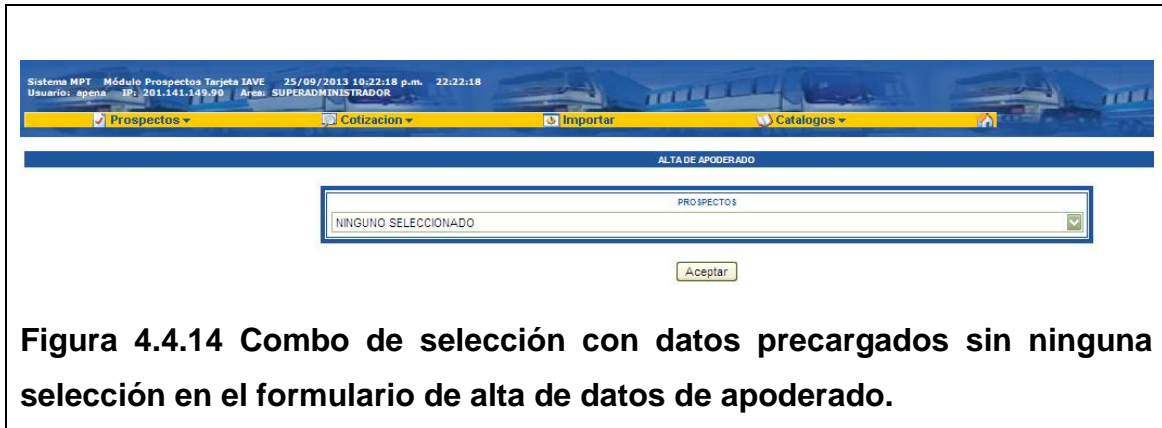 Sistema MPT Módulo Prospectos Tarjeta IAVE 25/09/2013 10:22:18 p.m. 22:22:18
Usuario: apena IP: 201.141.149.90 Area: SUPERADMINISTRADOR
Prospectos Cotizacion Importar Catalogos
ALTA DE APODERADO
PROSPECTOS
NINGUNO SELECCIONADO
Aceptar
Figura 4.4.14 Combo de selección con datos precargados sin ninguna
selección en el formulario de alta de datos de apoderado.